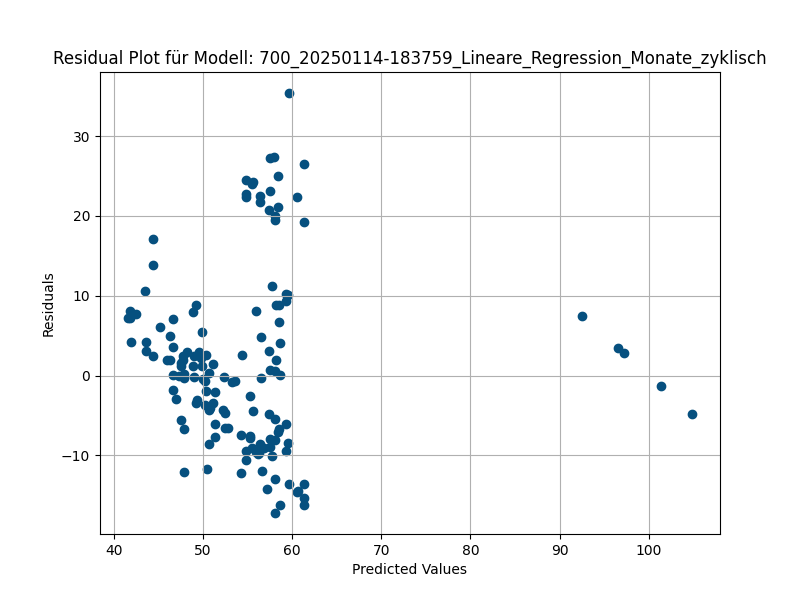 Residual Plot für Modell: 700_20250114-183759_Lineare_Regression_Monate_zyklisch
30
20
10
0
−10
Residuals
40 50 60 70 80 90 100
Predicted Values